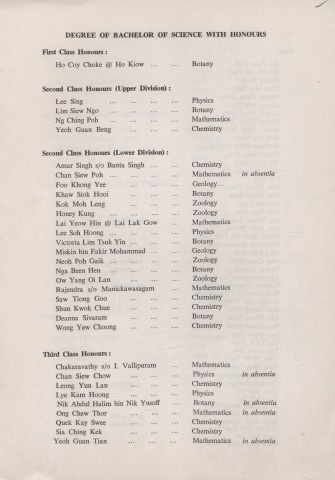 DEGREE OF BACHELOR OF SCIENCE WITH HONOURS
First Class Honours :
Ho Coy Choke @ Ho Kiow ... ... Botany
Second Class Honours (Upper Division) :
Lee Sing ... ... ... ... Physics
Lim Siew Ngo ... ... ... Botany
Ng Ching Poh ... ... ... Mathematics
Yeoh Guan Beng ... ... ... Chemistry
Second Class Honours (Lower Division) :
Amar Singh s/o Banta Singh ... ... Chemistry
Chan Siew Poh ... ... ... ... Mathematics in absentia
Foo Khong Yee ... ... ... Geology
Khaw Siok Hooi ... ... ... Botany
Kok Moh Leng ... ... ... Zoology
Honey Kung ... ... ... ... Zoology
Lai Yeow Hin @ Lai Lak Gow ... Mathematics
Lee Soh Hoong ... ... ... ... Physics
Victoria Lim Tsuk Yin ... ... ... Botany
Miskin bin Fakir Mohammad ... ... Geology
Neoh Poh Gaik ... ... ... ... Zoology
Nga Been Hen ... ... ... ... Botany
Ow Yang Oi Lan ... ... ... Zoology
Rajendra s/o Manickawasagam ... Mathematics
Saw Tiong Goo ... ... ... Chemistry
Shun Kwok Chue ... ... ... Chemistry
Deanna Sivaram ... ... ... Botany
Wong Yew Choong ... ... ... Chemistry
Third Class Honours :
Chakaravathy s/o I. Vallipuram ... Mathematics
Chan Siew Chow ... ... ... Physics in absentia
Leong Yun Lau ... ... ... Chemistry
Lye Kam Hoong ... ... ... Physics
Nik Abdul Halim bin Nik Yusoff ... Botany in absentia
Ong Chew Thor ... ... ... Mathematics in absentia
Quek Kay Swee ... ... ... Chemistry
Sia Ching Kek ... ... ... Chemistry
Yeoh Guan Tian ... ... ... Mathematics in absentia